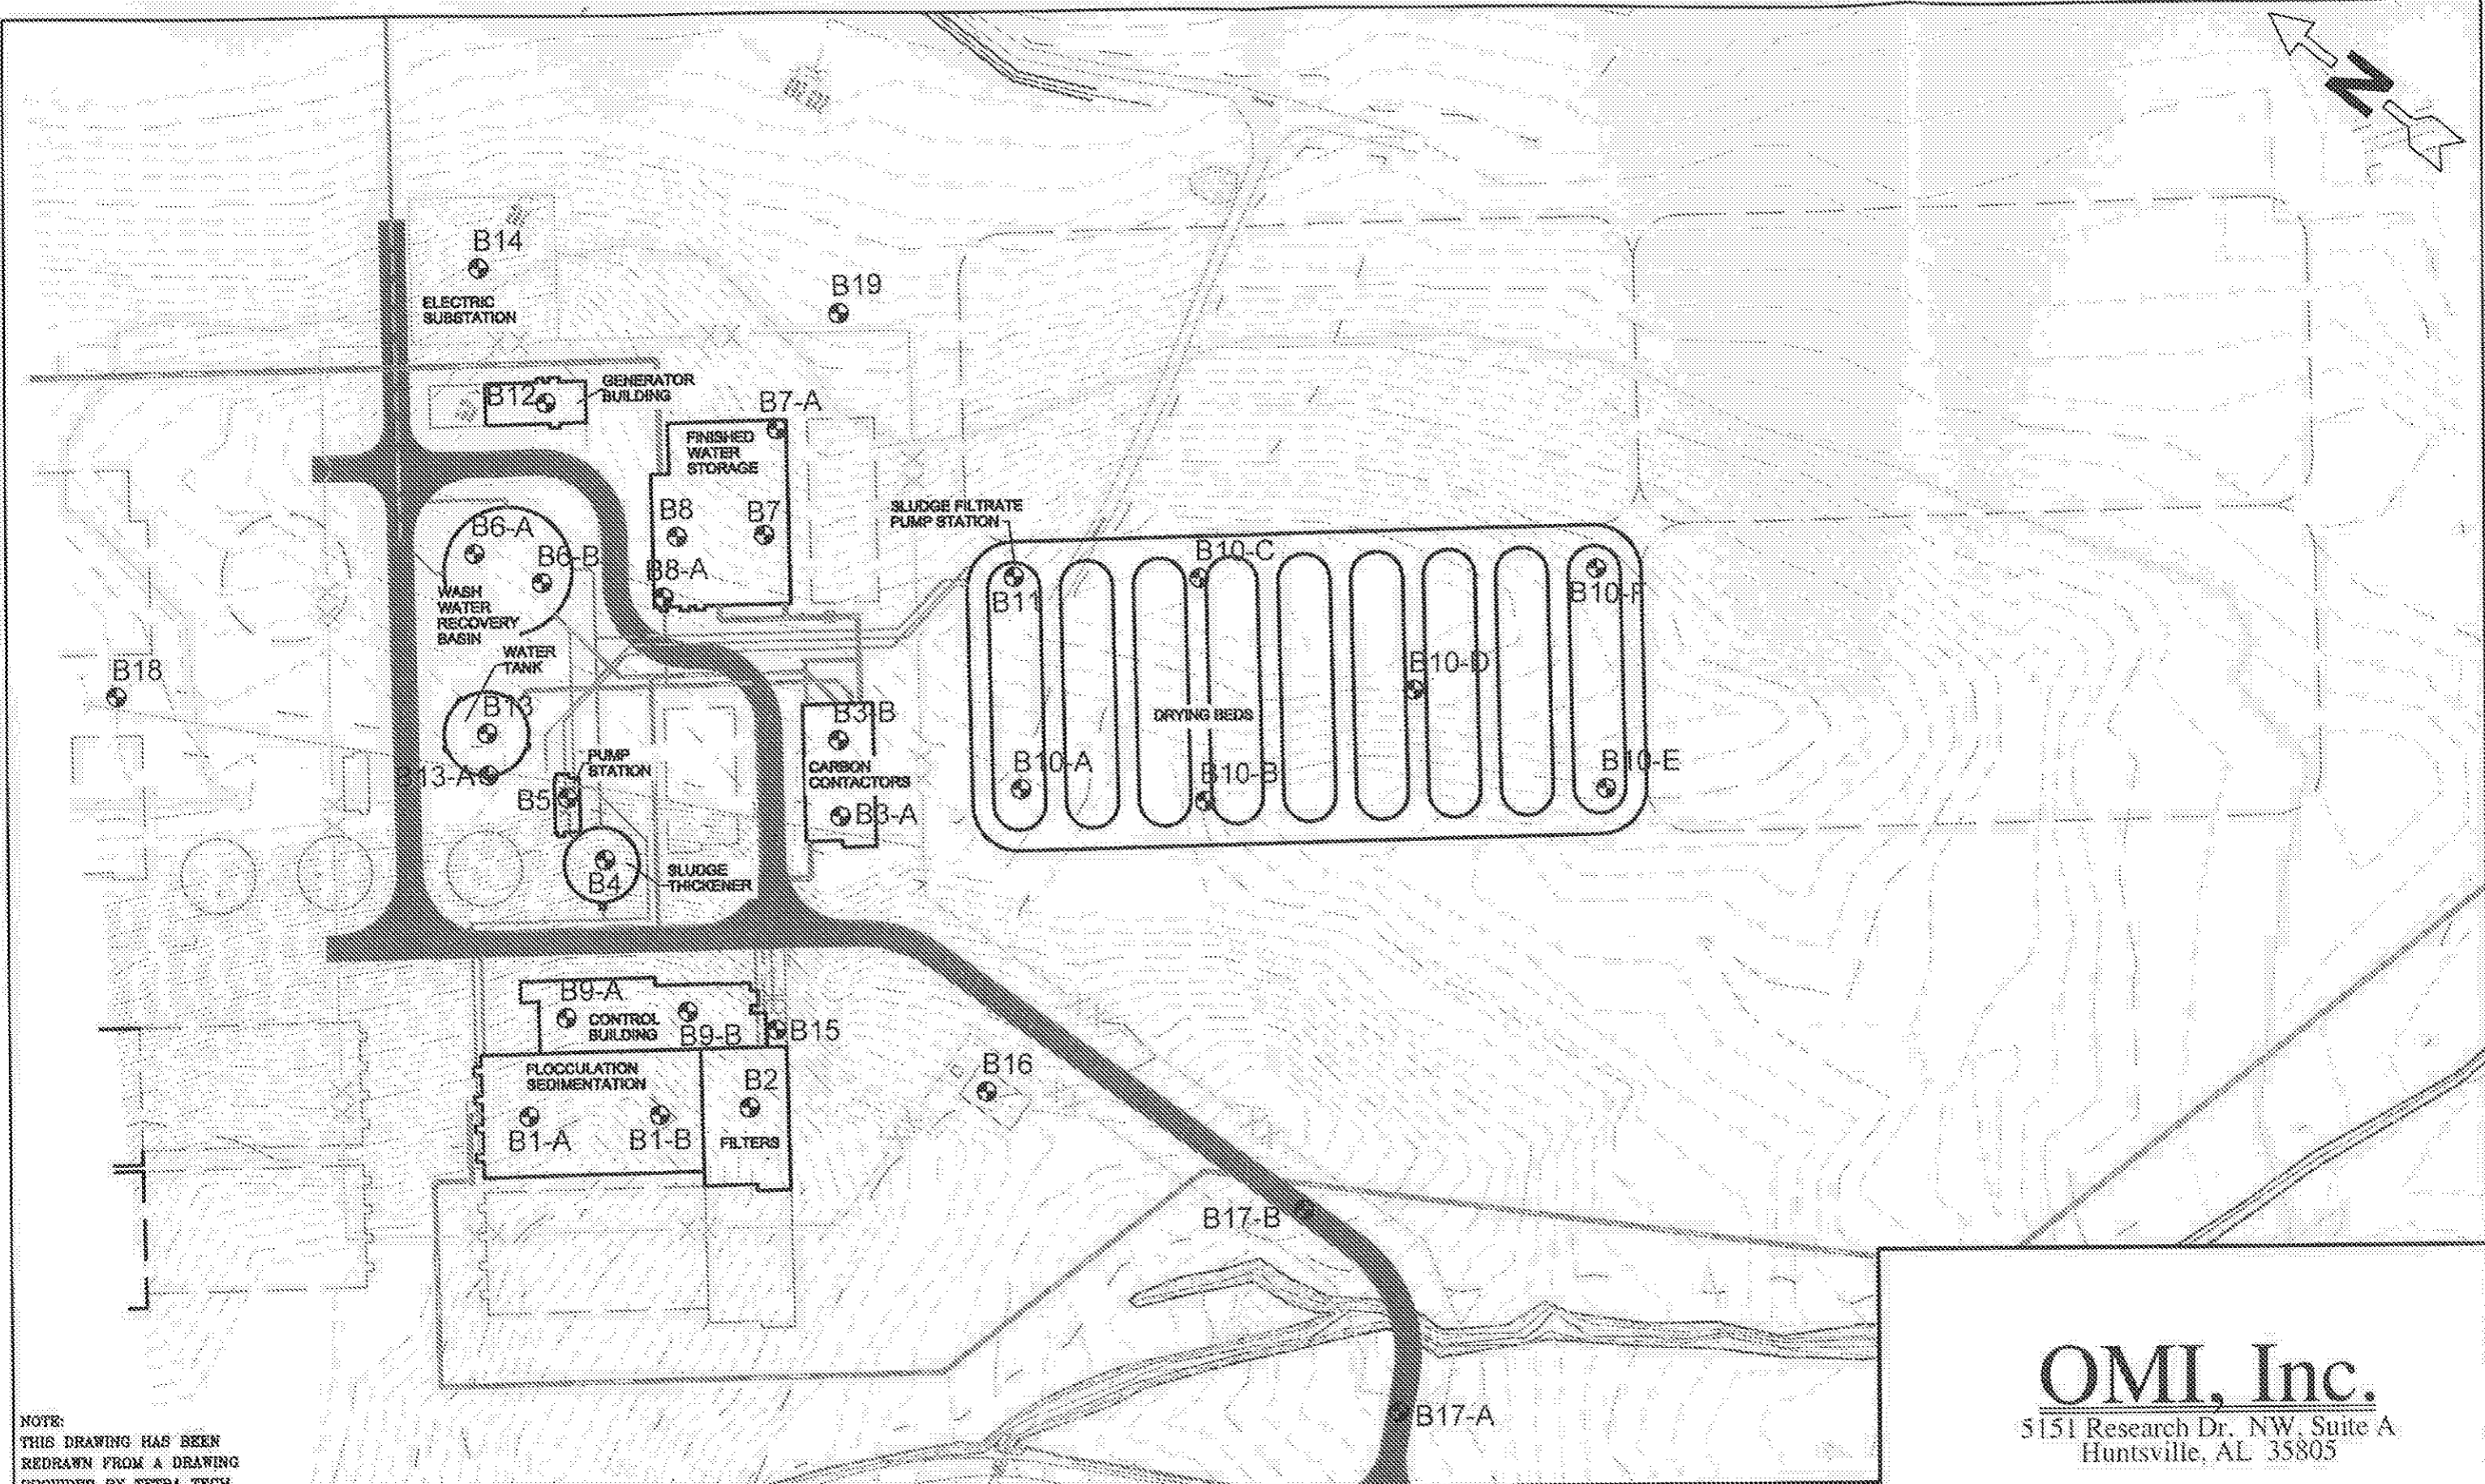 N
B14
ELECTRIC
SUBSTATION
B19
B12
GENERATOR
BUILDING
B7-A
FINISHED
WATER
STORAGE
B8
B7
B8-A
SLUDGE FILTRATE
PUMP STATION
B6-A
B6-B
WASH
WATER
RECOVERY
BASIN
WATER
TANK
B18
B13
B13-A
PUMP
STATION
B5
B4
SLUDGE
THICKENER
B3-B
CARBON
CONTACTORS
B3-A
B11
B10-C
B10-F
B10-D
DRYING BEDS
B10-A
B10-B
B10-E
B9-A
CONTROL
BUILDING
B9-B
B15
FLOCCULATION
SEDIMENTATION
B2
B1-A
B1-B
FILTERS
B16
B17-B
B17-A
NOTE:
THIS DRAWING HAS BEEN
REDRAWN FROM A DRAWING
PROVIDED BY TETRA TECH
OMI, Inc.
5151 Research Dr. NW, Suite A
Huntsville, AL 35805